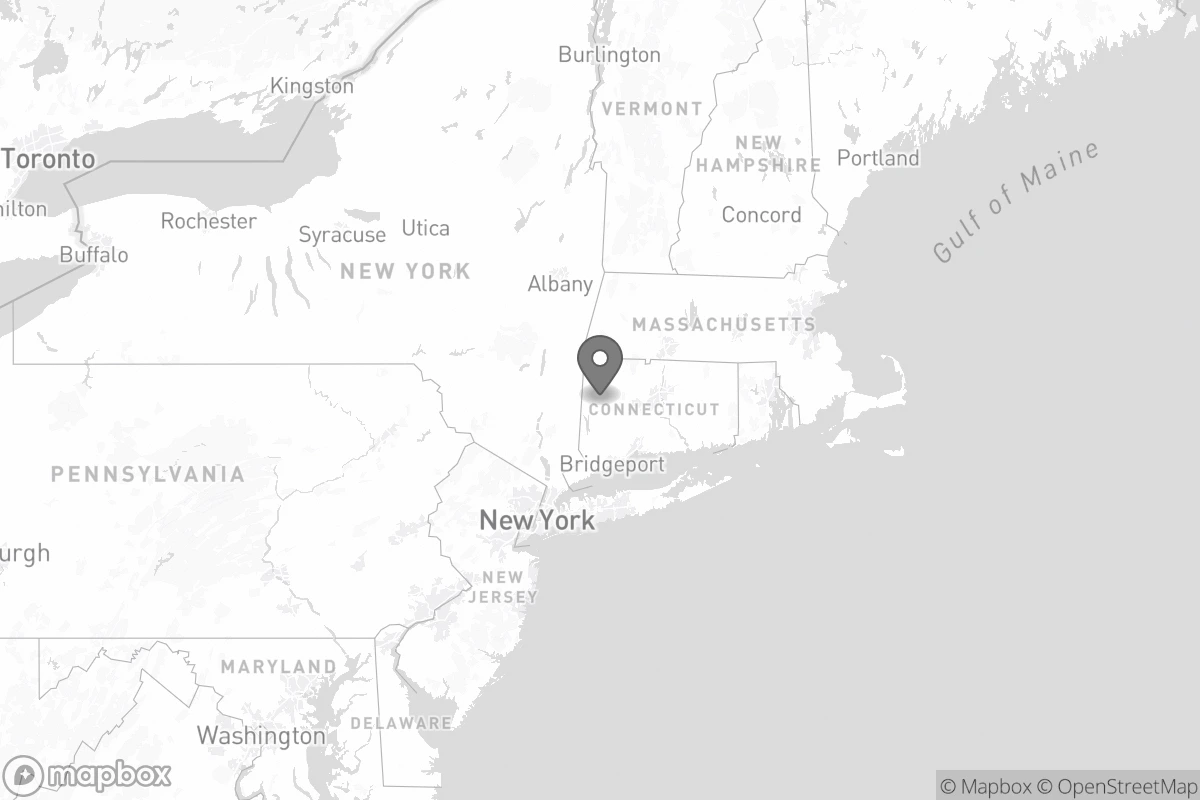 Burlington
Kingston
VERMONT
NEW
HAMPSHIRE
Portland
Toronto
Gulf of Maine
nilton
Rochester
Syracuse
Utica
Concord
Buffalo
NEW YORK
Albany
MASSACHUSETTS
CONNECTICUT
PENNSYLVANIA
Bridgeport
New York
urgh
NEW
JERSEY
MARYLAND
DELAWARE
Washington
mapbox
© Mapbox © OpenStreetMap